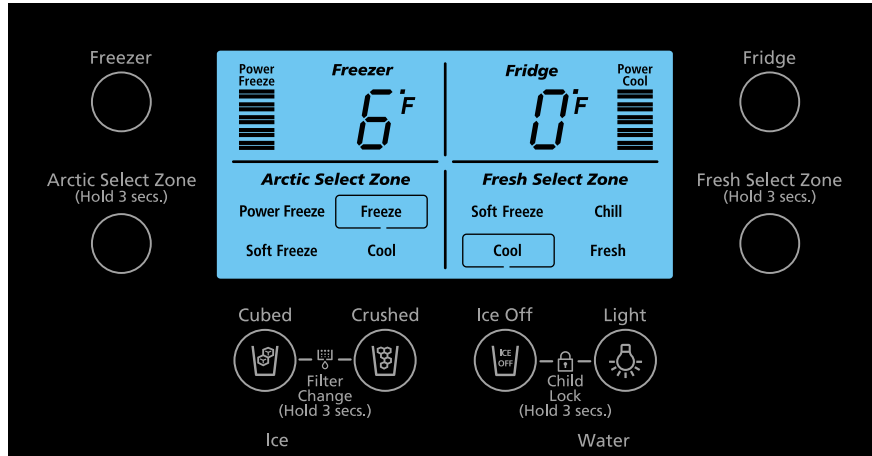 Freezer
Fridge
Power
Freeze
Freezer
6°F
Fridge
0°F
Power
Cool
Arctic Select Zone
(Hold 3 secs.)
Fresh Select Zone
(Hold 3 secs.)
Arctic Select Zone
Power Freeze Freeze
Soft Freeze Cool
Fresh Select Zone
Soft Freeze Chill
Cool Fresh
Cubed Crushed Ice Off Light
ICE
OFF
Filter
Change
(Hold 3 secs.)
Child
Lock
(Hold 3 secs.)
Ice
Water